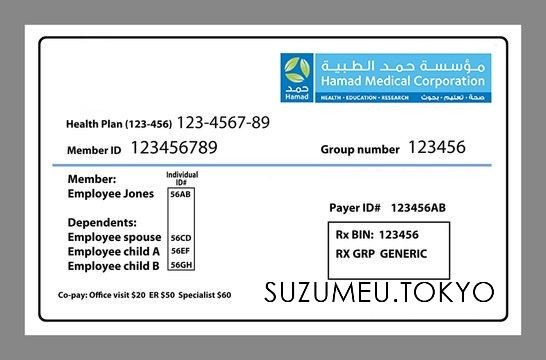 مؤسسة حمد الطبية
Hamad Medical Corporation
حمد
Hamad
HEALTH • EDUCATION • RESEARCH صحة • تعليم • بحوث
Health Plan (123-456) 123-4567-89
Member ID 123456789
Group number 123456
Individual
ID#
Member:
Employee Jones 56AB
Dependents:
Employee spouse 56CD
Employee child A 56EF
Employee child B 56GH
Payer ID# 123456AB
Rx BIN: 123456
RX GRP GENERIC
Co-pay: Office visit $20 ER $50 Specialist $60
SUZUMEU.TOKYO